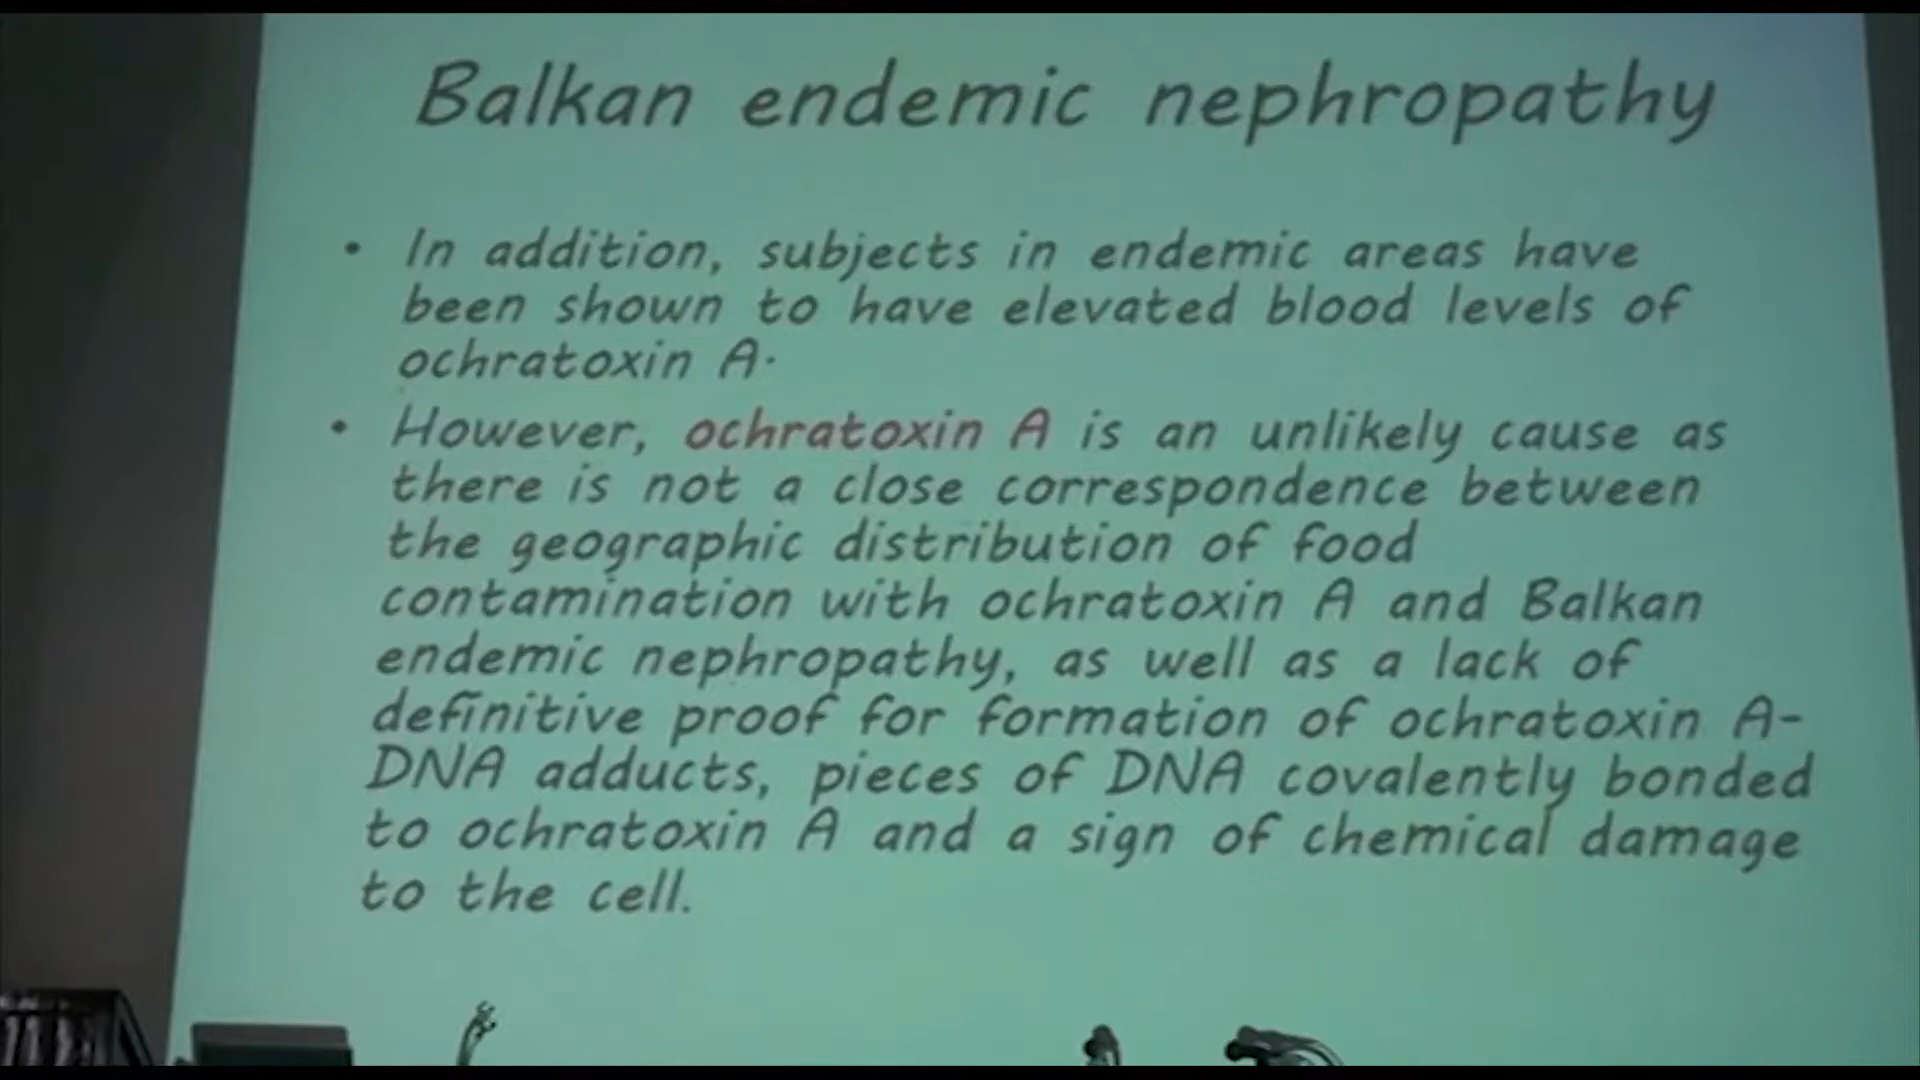 Balkan endemic nephropathy
• In addition, subjects in endemic areas have
been shown to have elevated blood levels of
ochratoxin A.
• However, ochratoxin A is an unlikely cause as
there is not a close correspondence between
the geographic distribution of food
contamination with ochratoxin A and Balkan
endemic nephropathy, as well as a lack of
definitive proof for formation of ochratoxin A-
DNA adducts, pieces of DNA covalently bonded
to ochratoxin A and a sign of chemical damage
to the cell.